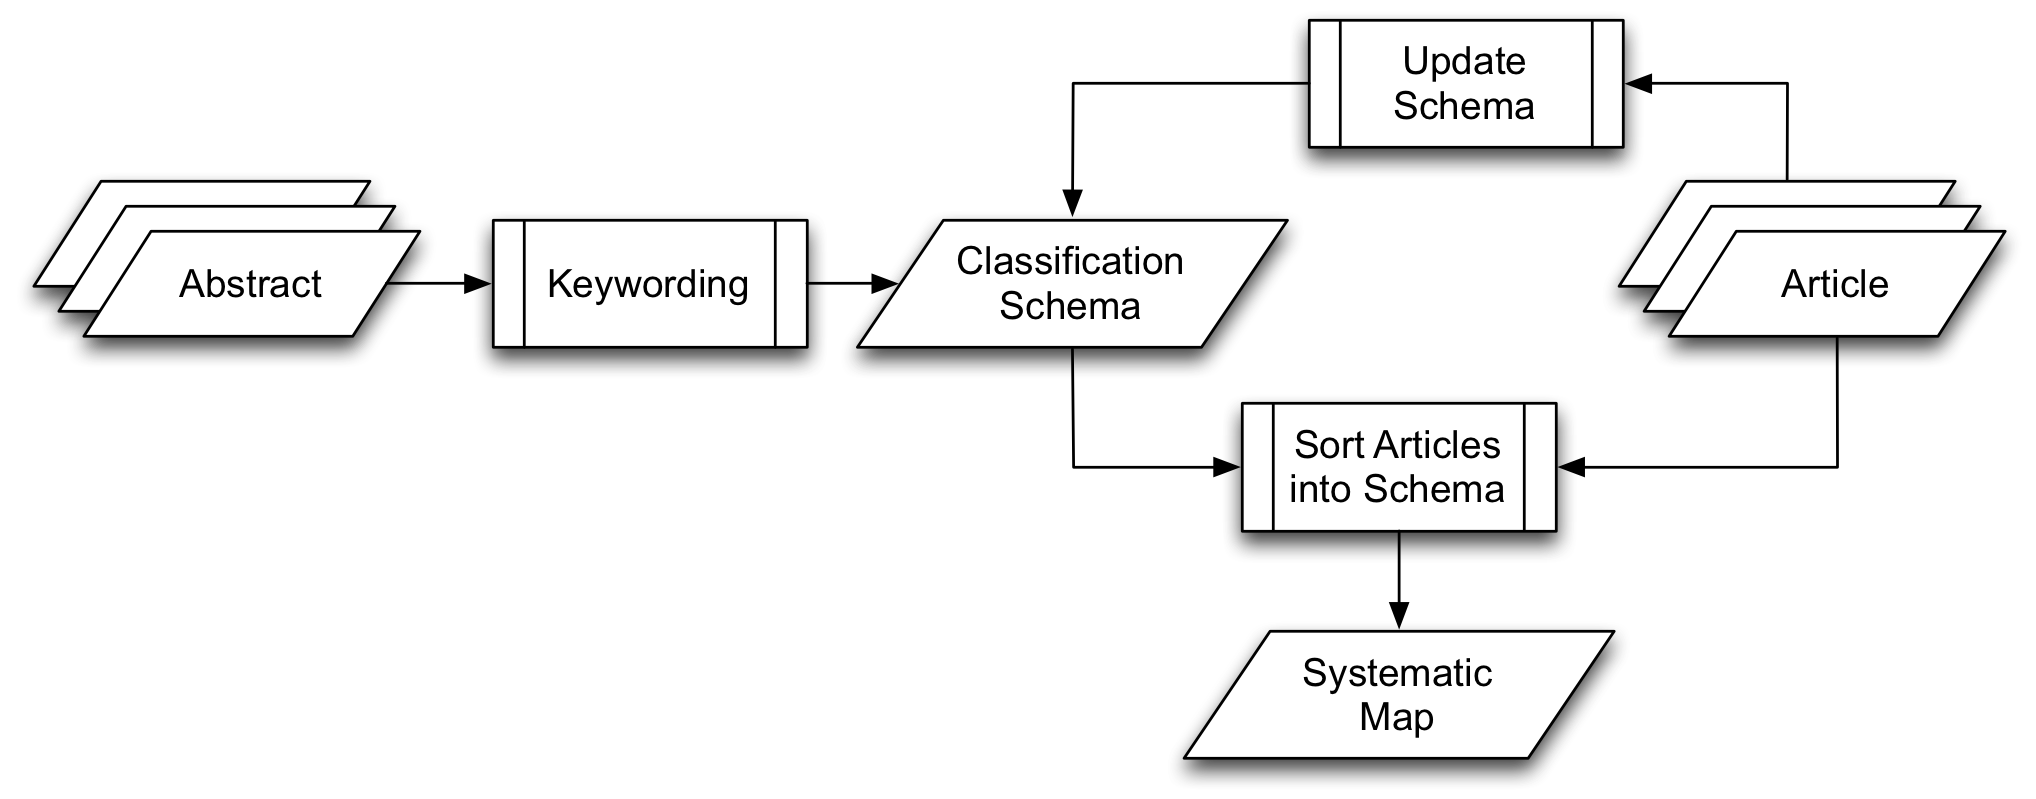 Update
Schema
Abstract
Keywording
Classification
Schema
Article
Sort Articles
into Schema
Systematic
Map